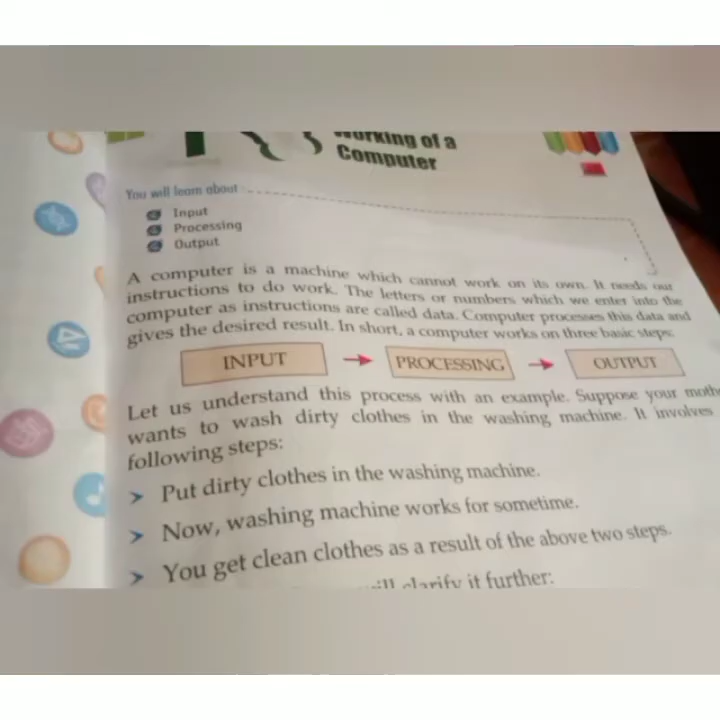 Working of a
Computer
You will learn about
Input
Processing
Output
A computer is a machine which cannot work on its own. It needs our
instructions to do work. The letters or numbers which we enter into the
computer as instructions are called data. Computer processes this data and
gives the desired result. In short, a computer works on three basic steps:
INPUT PROCESSING OUTPUT
Let us understand this process with an example. Suppose your mothe
wants to wash dirty clothes in the washing machine. It involves
following steps:
Put dirty clothes in the washing machine.
Now, washing machine works for sometime.
You get clean clothes as a result of the above two steps.
will clarify it further: